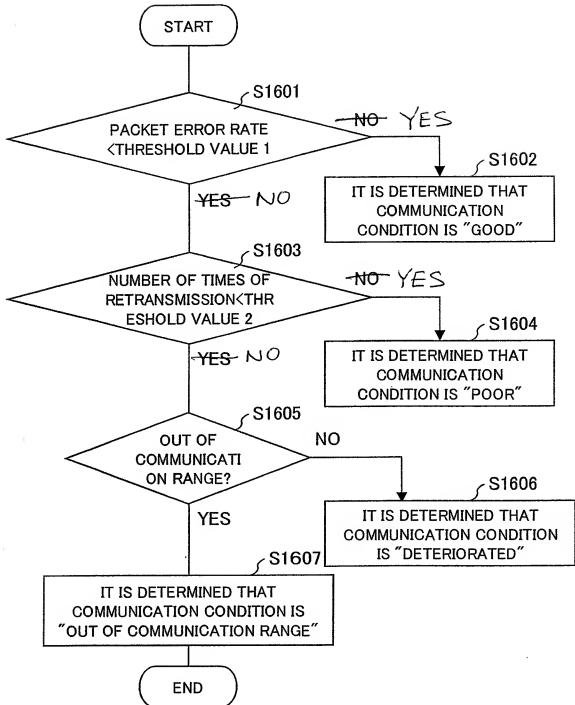 START
S1601
PACKET ERROR RATE
<THRESHOLD VALUE 1
NO YES
S1602
IT IS DETERMINED THAT
COMMUNICATION
CONDITION IS "GOOD"
YES NO
S1603
NUMBER OF TIMES OF
RETRANSMISSION<THR
ESHOLD VALUE 2
NO YES
S1604
IT IS DETERMINED THAT
COMMUNICATION
CONDITION IS "POOR"
YES NO
S1605
OUT OF
COMMUNICATI
ON RANGE?
NO
S1606
IT IS DETERMINED THAT
COMMUNICATION CONDITION
IS "DETERIORATED"
YES
S1607
IT IS DETERMINED THAT
COMMUNICATION CONDITION IS
"OUT OF COMMUNICATION RANGE"
END